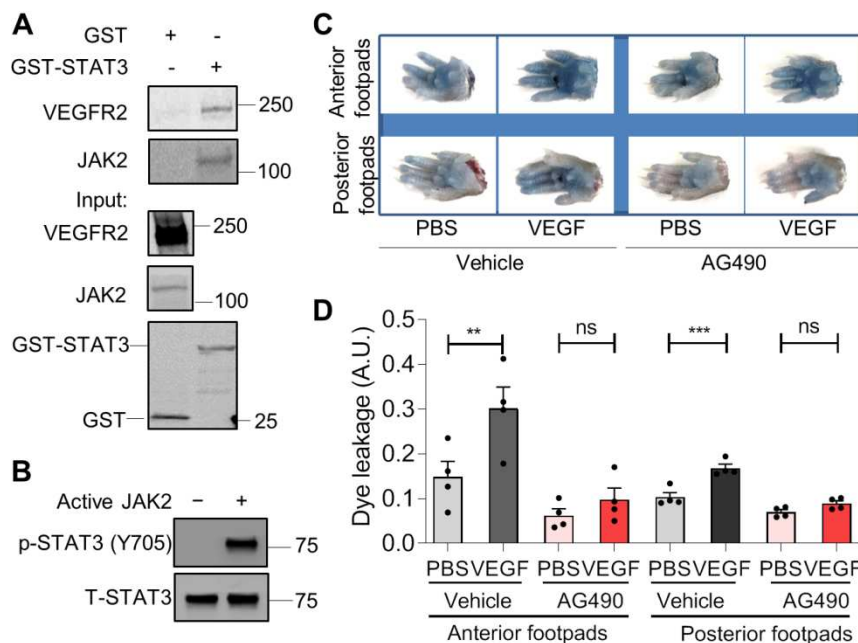 A
GST + -
GST-STAT3 - +
VEGFR2 250
JAK2 100
Input:
VEGFR2 250
JAK2 100
GST-STAT3
GST 25
B
Active JAK2 - +
p-STAT3 (Y705) 75
T-STAT3 75
C
Anterior footpads
Posterior footpads
PBS VEGF PBS VEGF
Vehicle AG490
D
Dye leakage (A.U.)
0.5
0.4
0.3
0.2
0.1
0.0
** ns *** ns
PBS VEGF PBS VEGF PBS VEGF PBS VEGF
Vehicle AG490 Vehicle AG490
Anterior footpads Posterior footpads